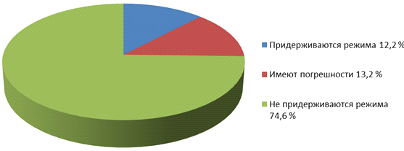 Придерживаются режима 12,2 %
Имеют погрешности 13,2 %
Не придерживаются режима
74,6 %